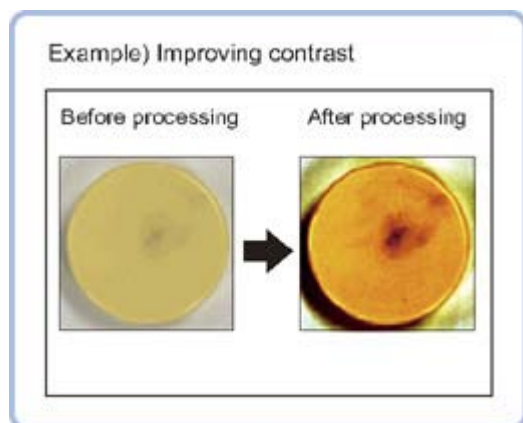 Example) Improving contrast
Before processing
After processing